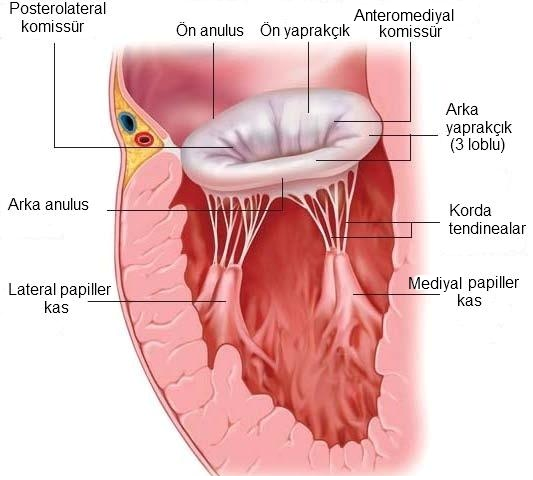 Posterolateral
komissür
Ön anulus
Ön yaprakçık
Anteromediyal
komissür
Arka
yaprakçık
(3 loblu)
Arka anulus
Korda
tendinealar
Lateral papiller
kas
Mediyal papiller
kas